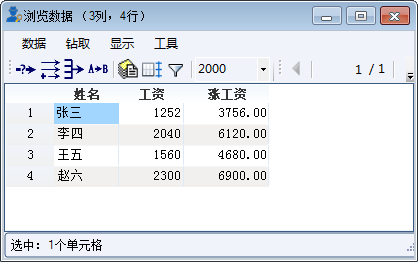 浏览数据 (3列, 4行)
数据 钻取 显示 工具
A▸B 2000 1 / 1
姓名 工资 涨工资
1 张三 1252 3756.00
2 李四 2040 6120.00
3 王五 1560 4680.00
4 赵六 2300 6900.00
选中: 1个单元格